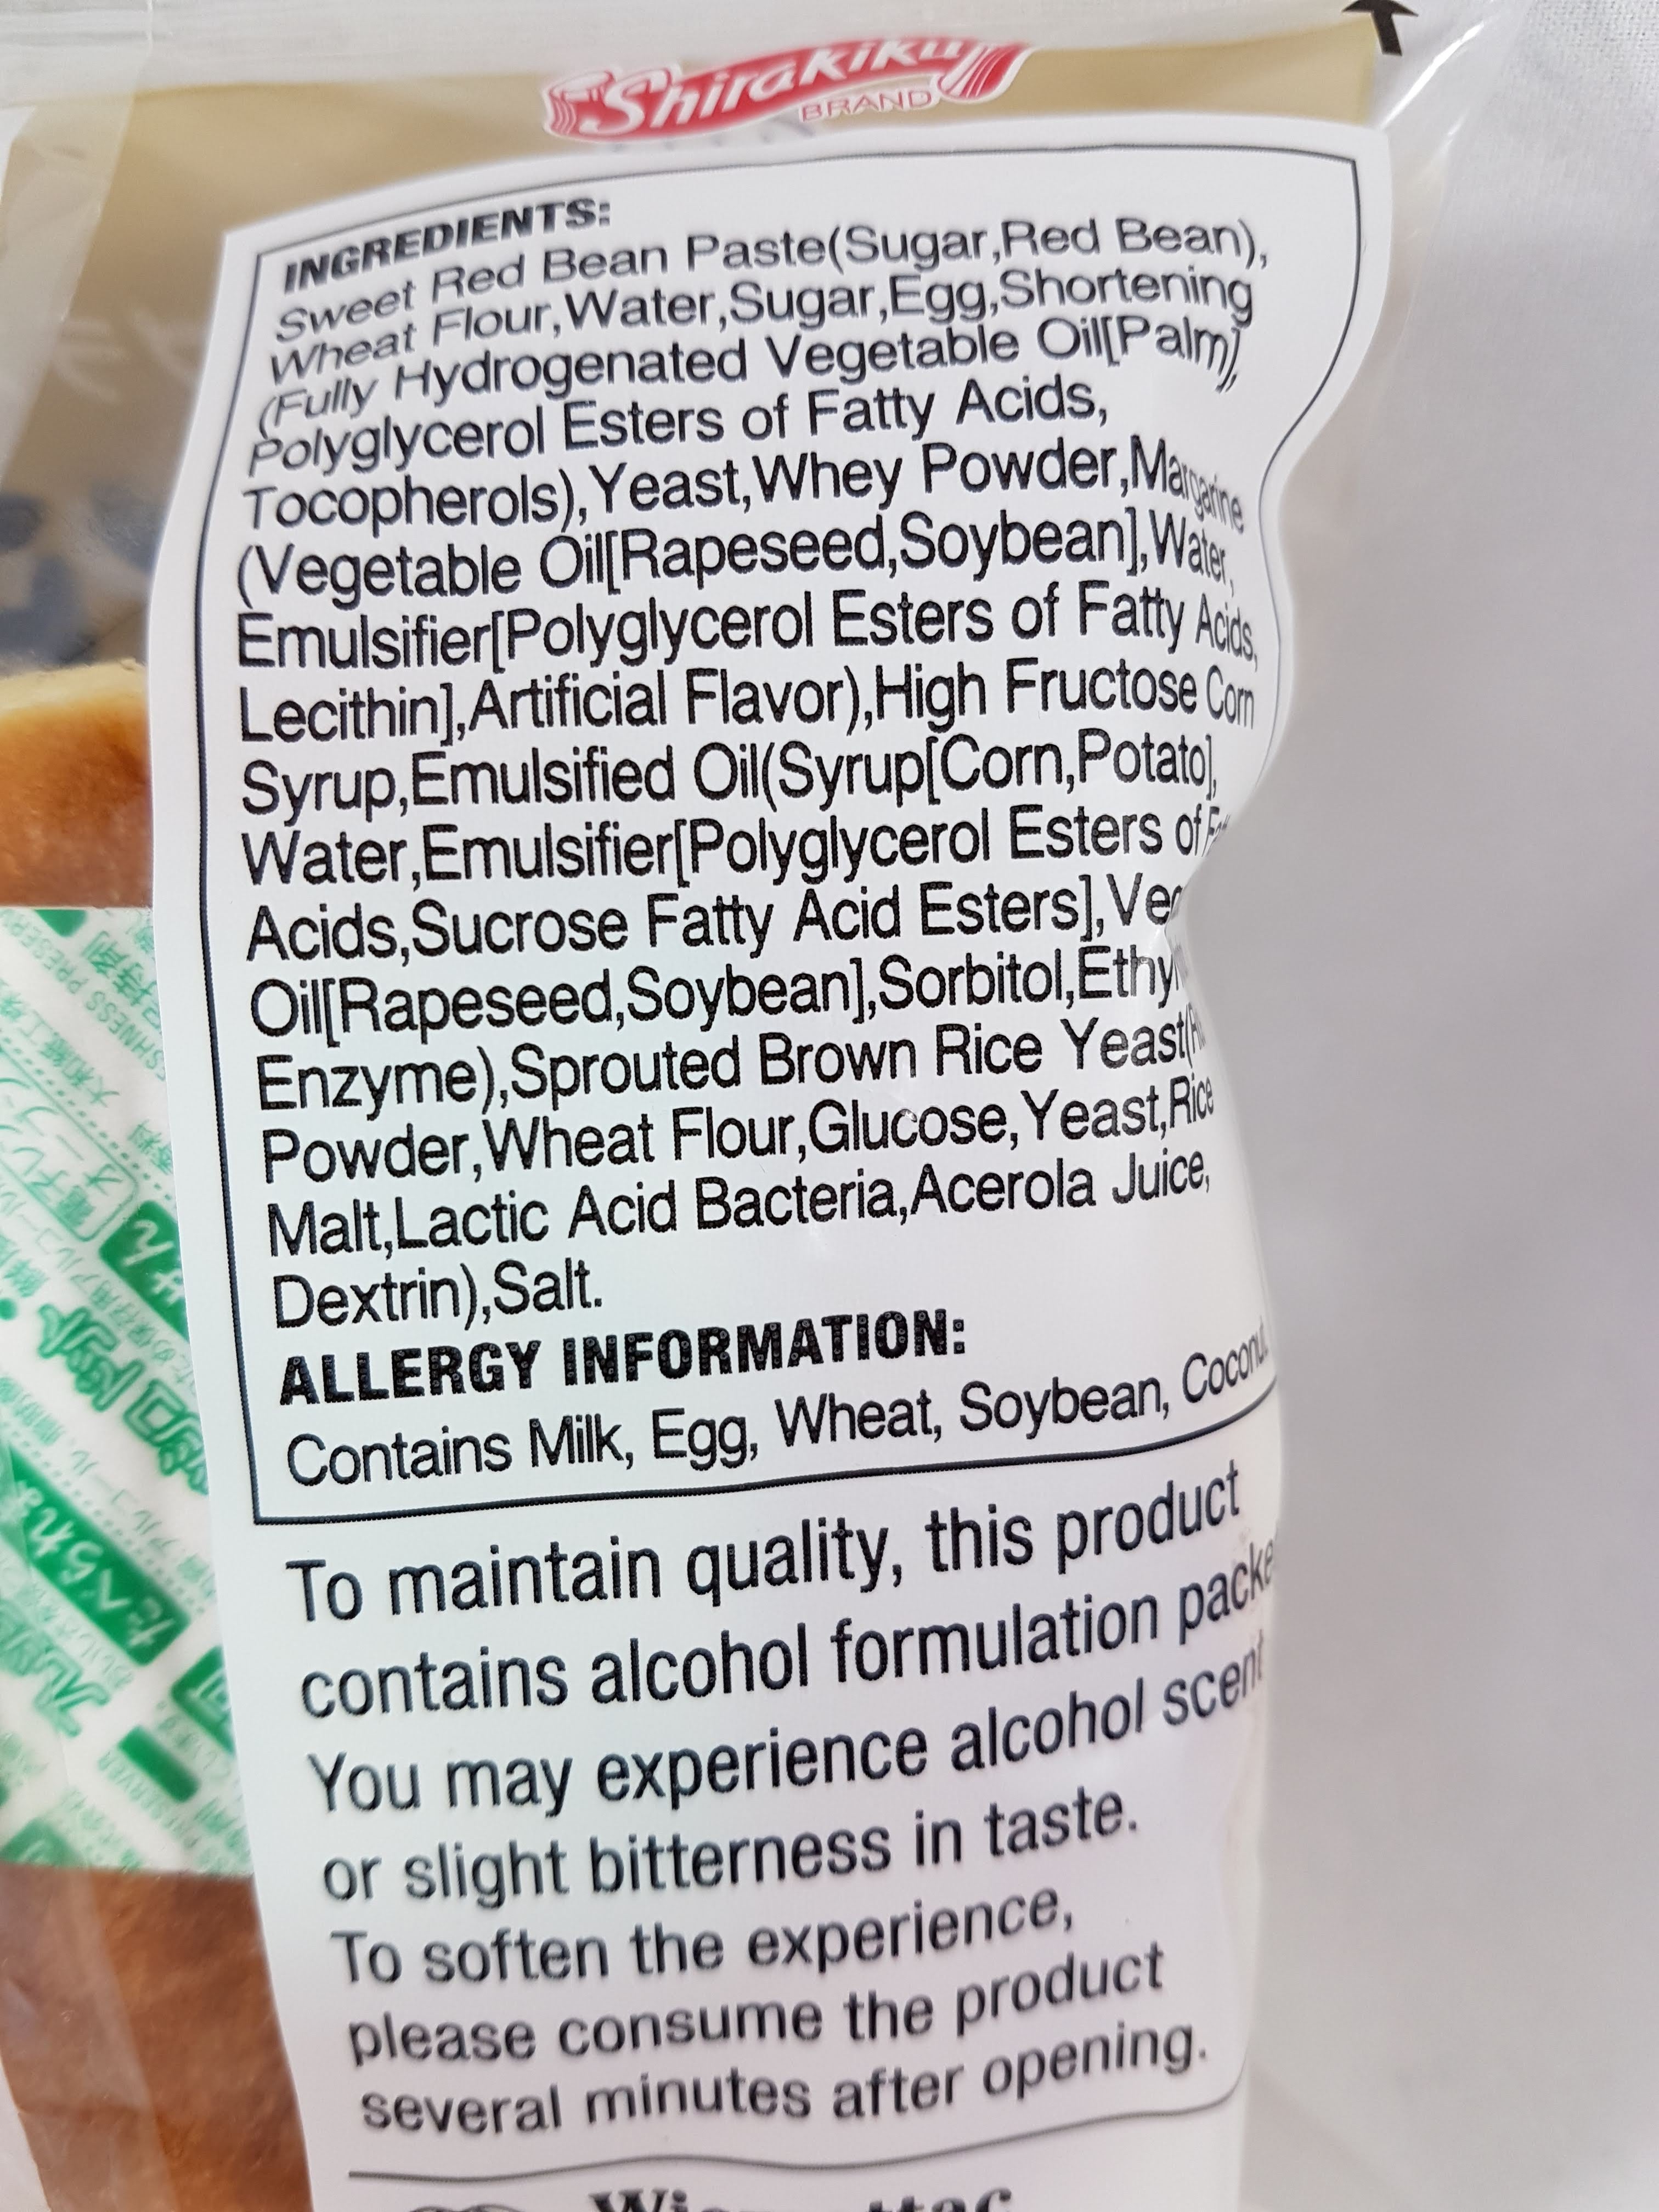 Shirakiku
BRAND
INGREDIENTS:
Sweet Red Bean Paste(Sugar,Red Bean),
Wheat Flour,Water,Sugar,Egg,Shortening
(Fully Hydrogenated Vegetable Oil[Palm],
Polyglycerol Esters of Fatty Acids,
Tocopherols),Yeast,Whey Powder,Margarine
(Vegetable Oil[Rapeseed,Soybean],Water,
Emulsifier[Polyglycerol Esters of Fatty Acids,
Lecithin],Artificial Flavor),High Fructose Corn
Syrup,Emulsified Oil(Syrup[Corn,Potato],
Water,Emulsifier[Polyglycerol Esters of
Acids,Sucrose Fatty Acid Esters],
Oil[Rapeseed,Soybean],Sorbitol,
Enzyme),Sprouted Brown Rice Yeast(
Powder,Wheat Flour,Glucose,Yeast,Rice
Malt,Lactic Acid Bacteria,Acerola Juice,
Dextrin),Salt.
ALLERGY INFORMATION:
Contains Milk, Egg, Wheat, Soybean, Coconut.
To maintain quality, this product
contains alcohol formulation
You may experience alcohol scent
or slight bitterness in taste.
To soften the experience,
please consume the product
several minutes after opening.
たべられ